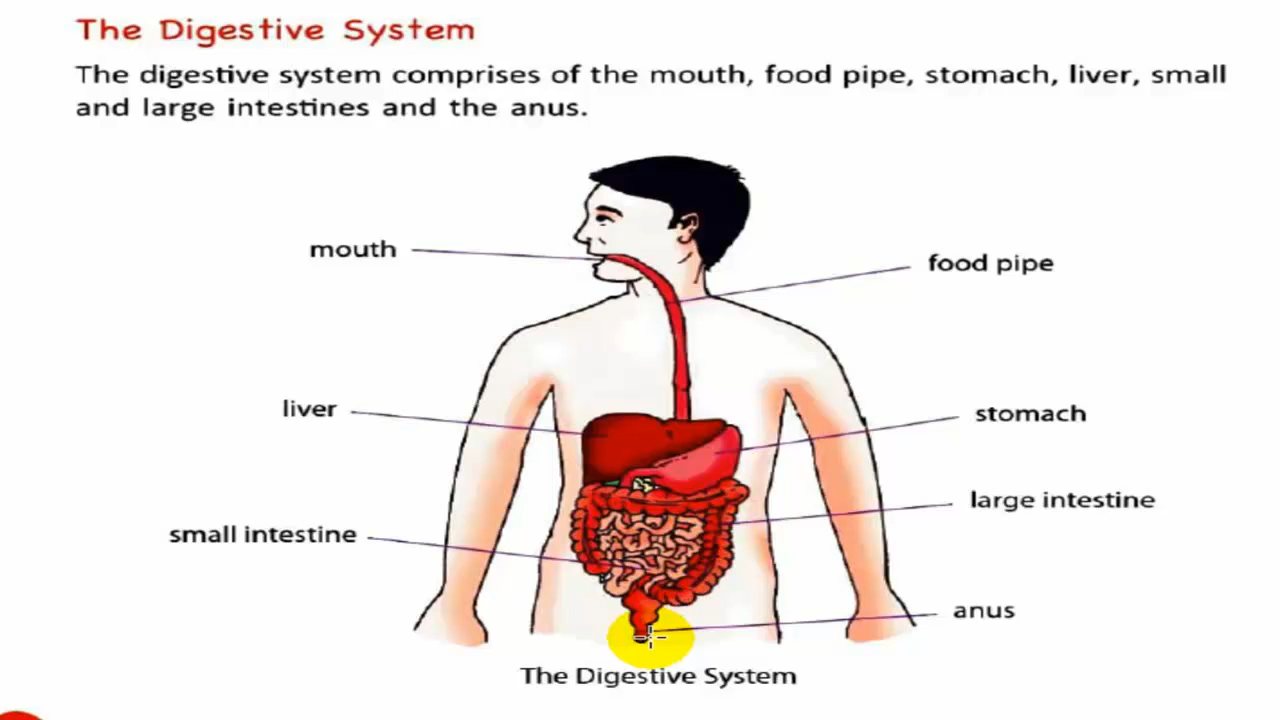 The Digestive System
The digestive system comprises of the mouth, food pipe, stomach, liver, small
and large intestines and the anus.
mouth
food pipe
liver
stomach
large intestine
small intestine
anus
The Digestive System